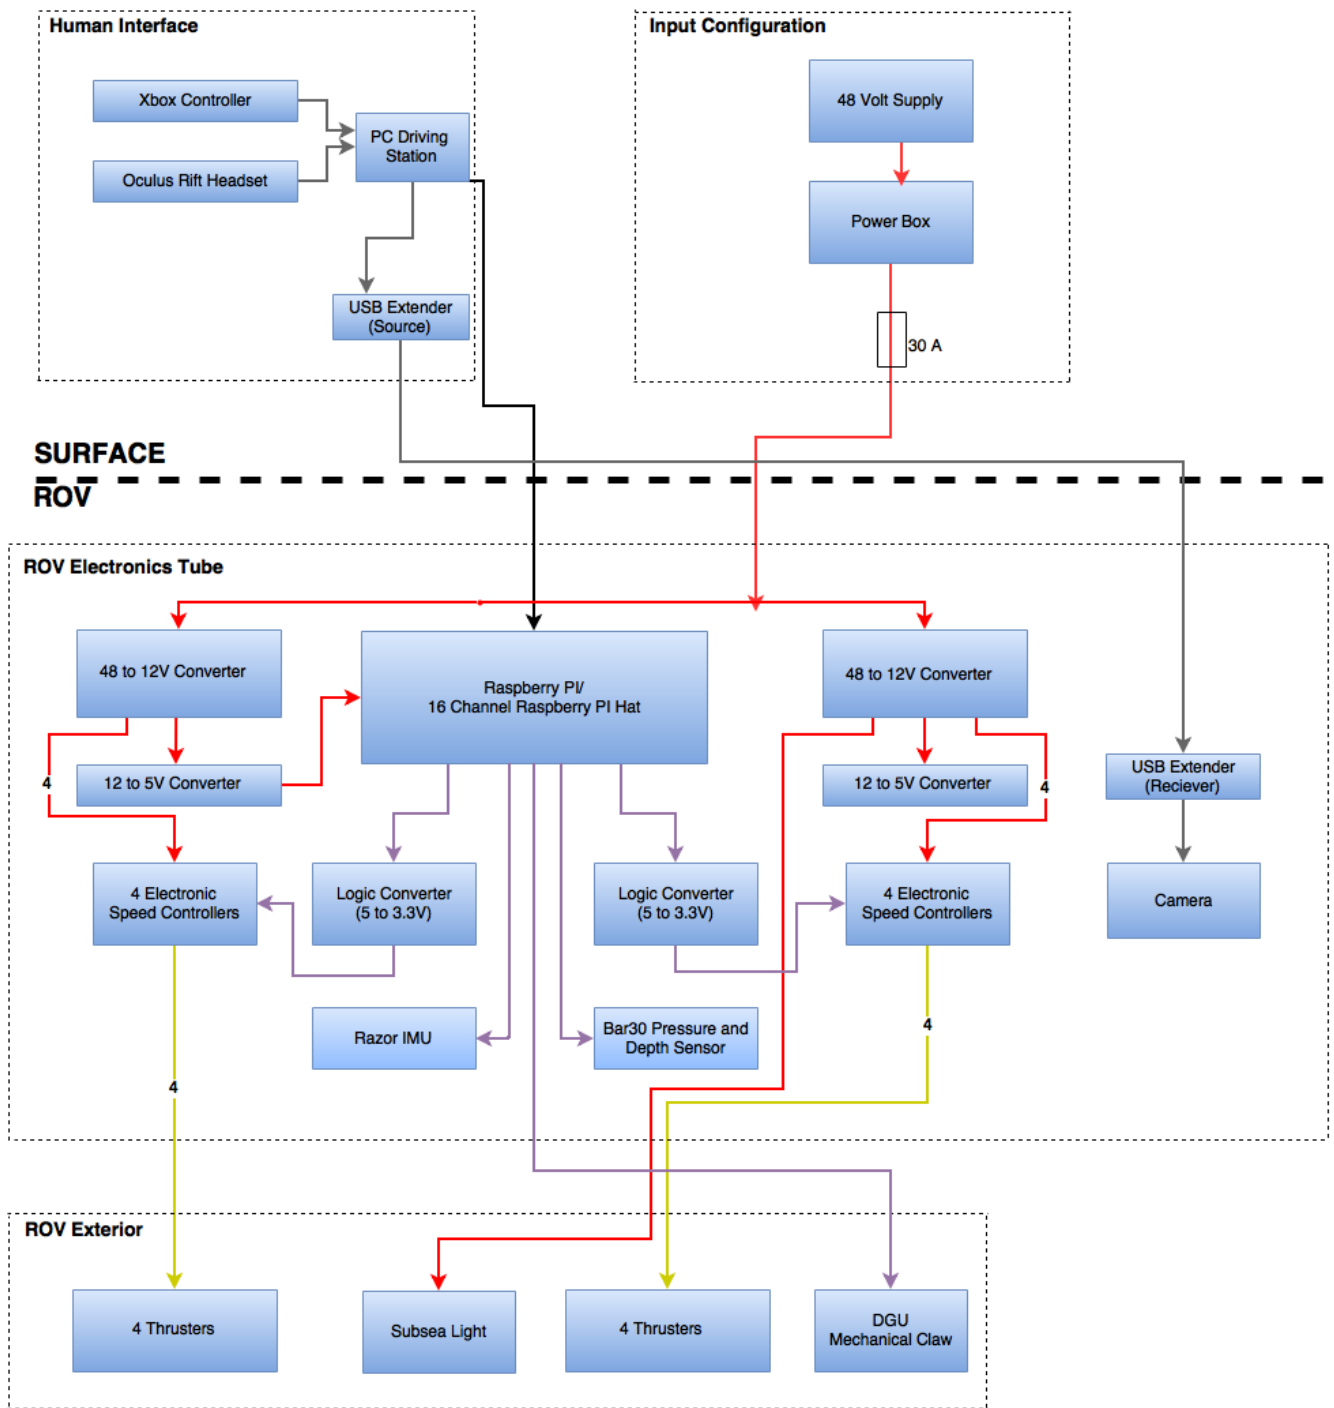 Human Interface
Input Configuration
Xbox Controller
Oculus Rift Headset
PC Driving
Station
USB Extender
(Source)
48 Volt Supply
Power Box
30 A
SURFACE
ROV
ROV Electronics Tube
48 to 12V Converter
Raspberry PI/
16 Channel Raspberry PI Hat
48 to 12V Converter
12 to 5V Converter
12 to 5V Converter
USB Extender
(Reciever)
4
4
4 Electronic
Speed Controllers
Logic Converter
(5 to 3.3V)
Logic Converter
(5 to 3.3V)
4 Electronic
Speed Controllers
Camera
Razor IMU
Bar30 Pressure and
Depth Sensor
4
4
ROV Exterior
4 Thrusters
Subsea Light
4 Thrusters
DGU
Mechanical Claw